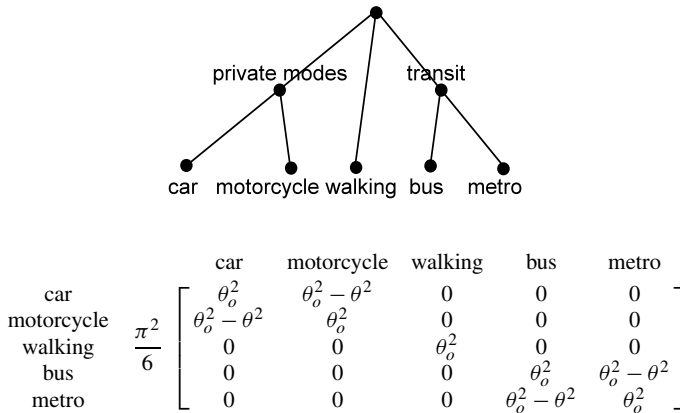 private modes transit
car motorcycle walking bus metro
car motorcycle walking bus metro
car θ_o^2 θ_o^2 − θ^2 0 0 0
motorcycle θ_o^2 − θ^2 θ_o^2 0 0 0
walking π^2/6 0 0 θ_o^2 0 0
bus 0 0 0 θ_o^2 θ_o^2 − θ^2
metro 0 0 0 θ_o^2 − θ^2 θ_o^2